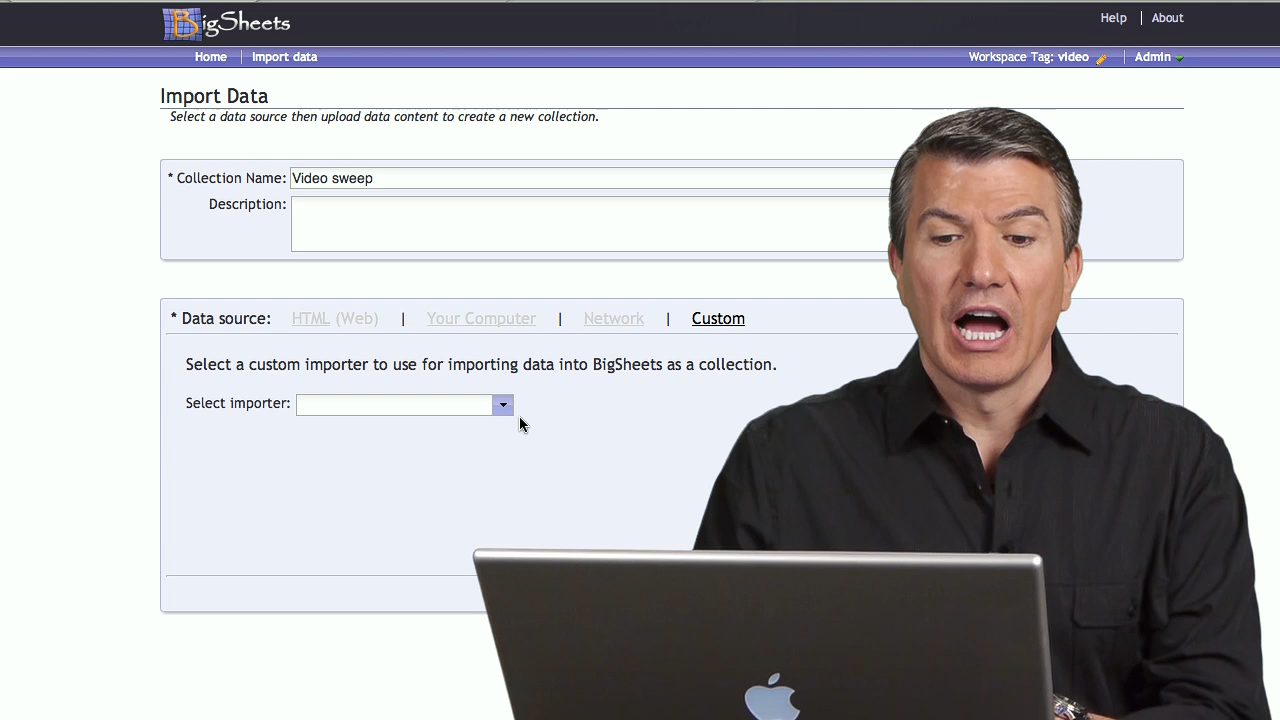 BigSheets
Help | About
Home | Import data
Workspace Tag: video | Admin
Import Data
Select a data source then upload data content to create a new collection.
* Collection Name: Video sweep
Description:
* Data source: HTML (Web) | Your Computer | Network | Custom
Select a custom importer to use for importing data into BigSheets as a collection.
Select importer: